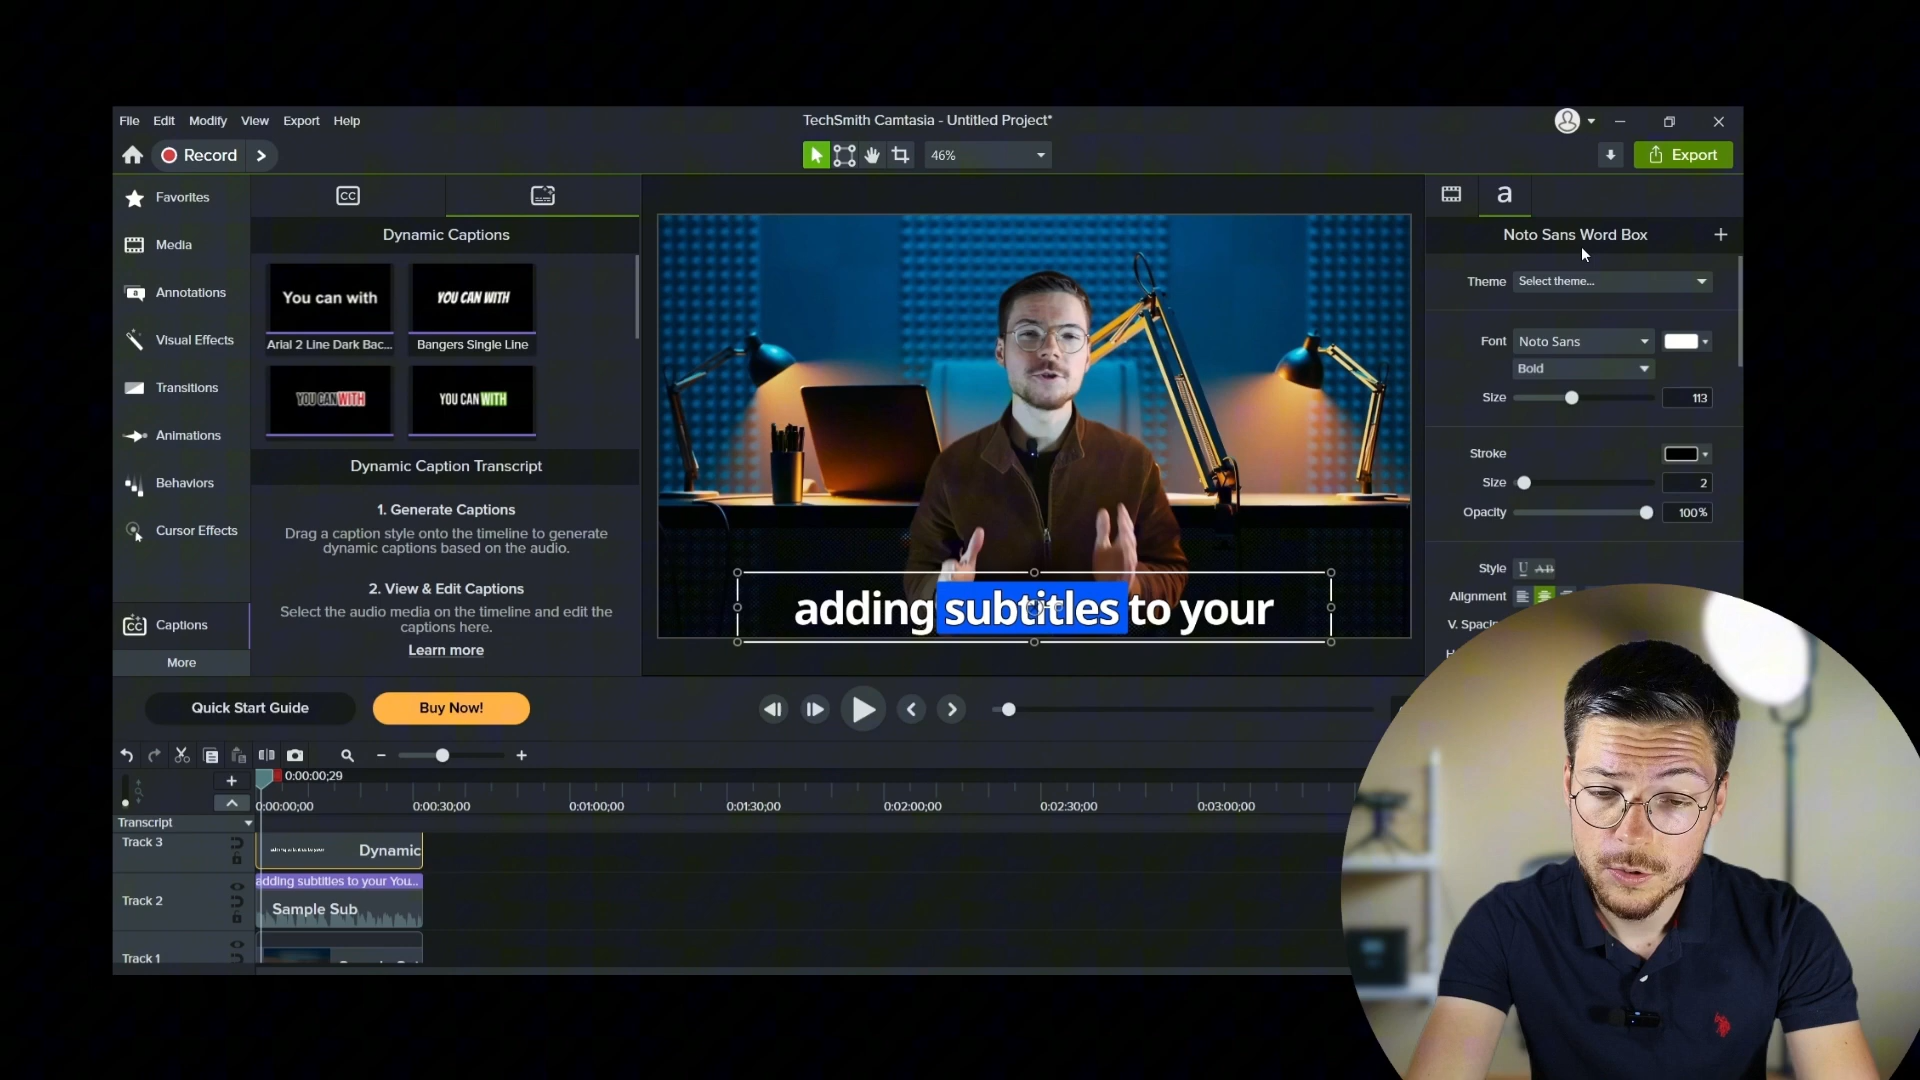 File Edit Modify View Export Help
TechSmith Camtasia - Untitled Project*
Record
46%
Export
Favorites
Media
Annotations
Visual Effects
Transitions
Animations
Behaviors
Cursor Effects
CC Captions
More
CC
Dynamic Captions
You can with
YOU CAN WITH
Arial 2 Line Dark Bac...
Bangers Single Line
YOU CAN WITH
YOU CAN WITH
Dynamic Caption Transcript
1. Generate Captions
Drag a caption style onto the timeline to generate
dynamic captions based on the audio.
2. View & Edit Captions
Select the audio media on the timeline and edit the
captions here.
Learn more
adding subtitles to your
a
Noto Sans Word Box
Theme Select theme...
Font Noto Sans
Bold
Size 113
Stroke
Size 2
Opacity 100%
Style U AB
Alignment
V. Spacin
Quick Start Guide
Buy Now!
0:00:00;29
0:00:00;00 0:00:30;00 0:01:00;00 0:01:30;00 0:02:00;00 0:02:30;00 0:03:00;00
Transcript
Track 3
Dynamic
adding subtitles to your You...
Track 2
Sample Sub
Track 1